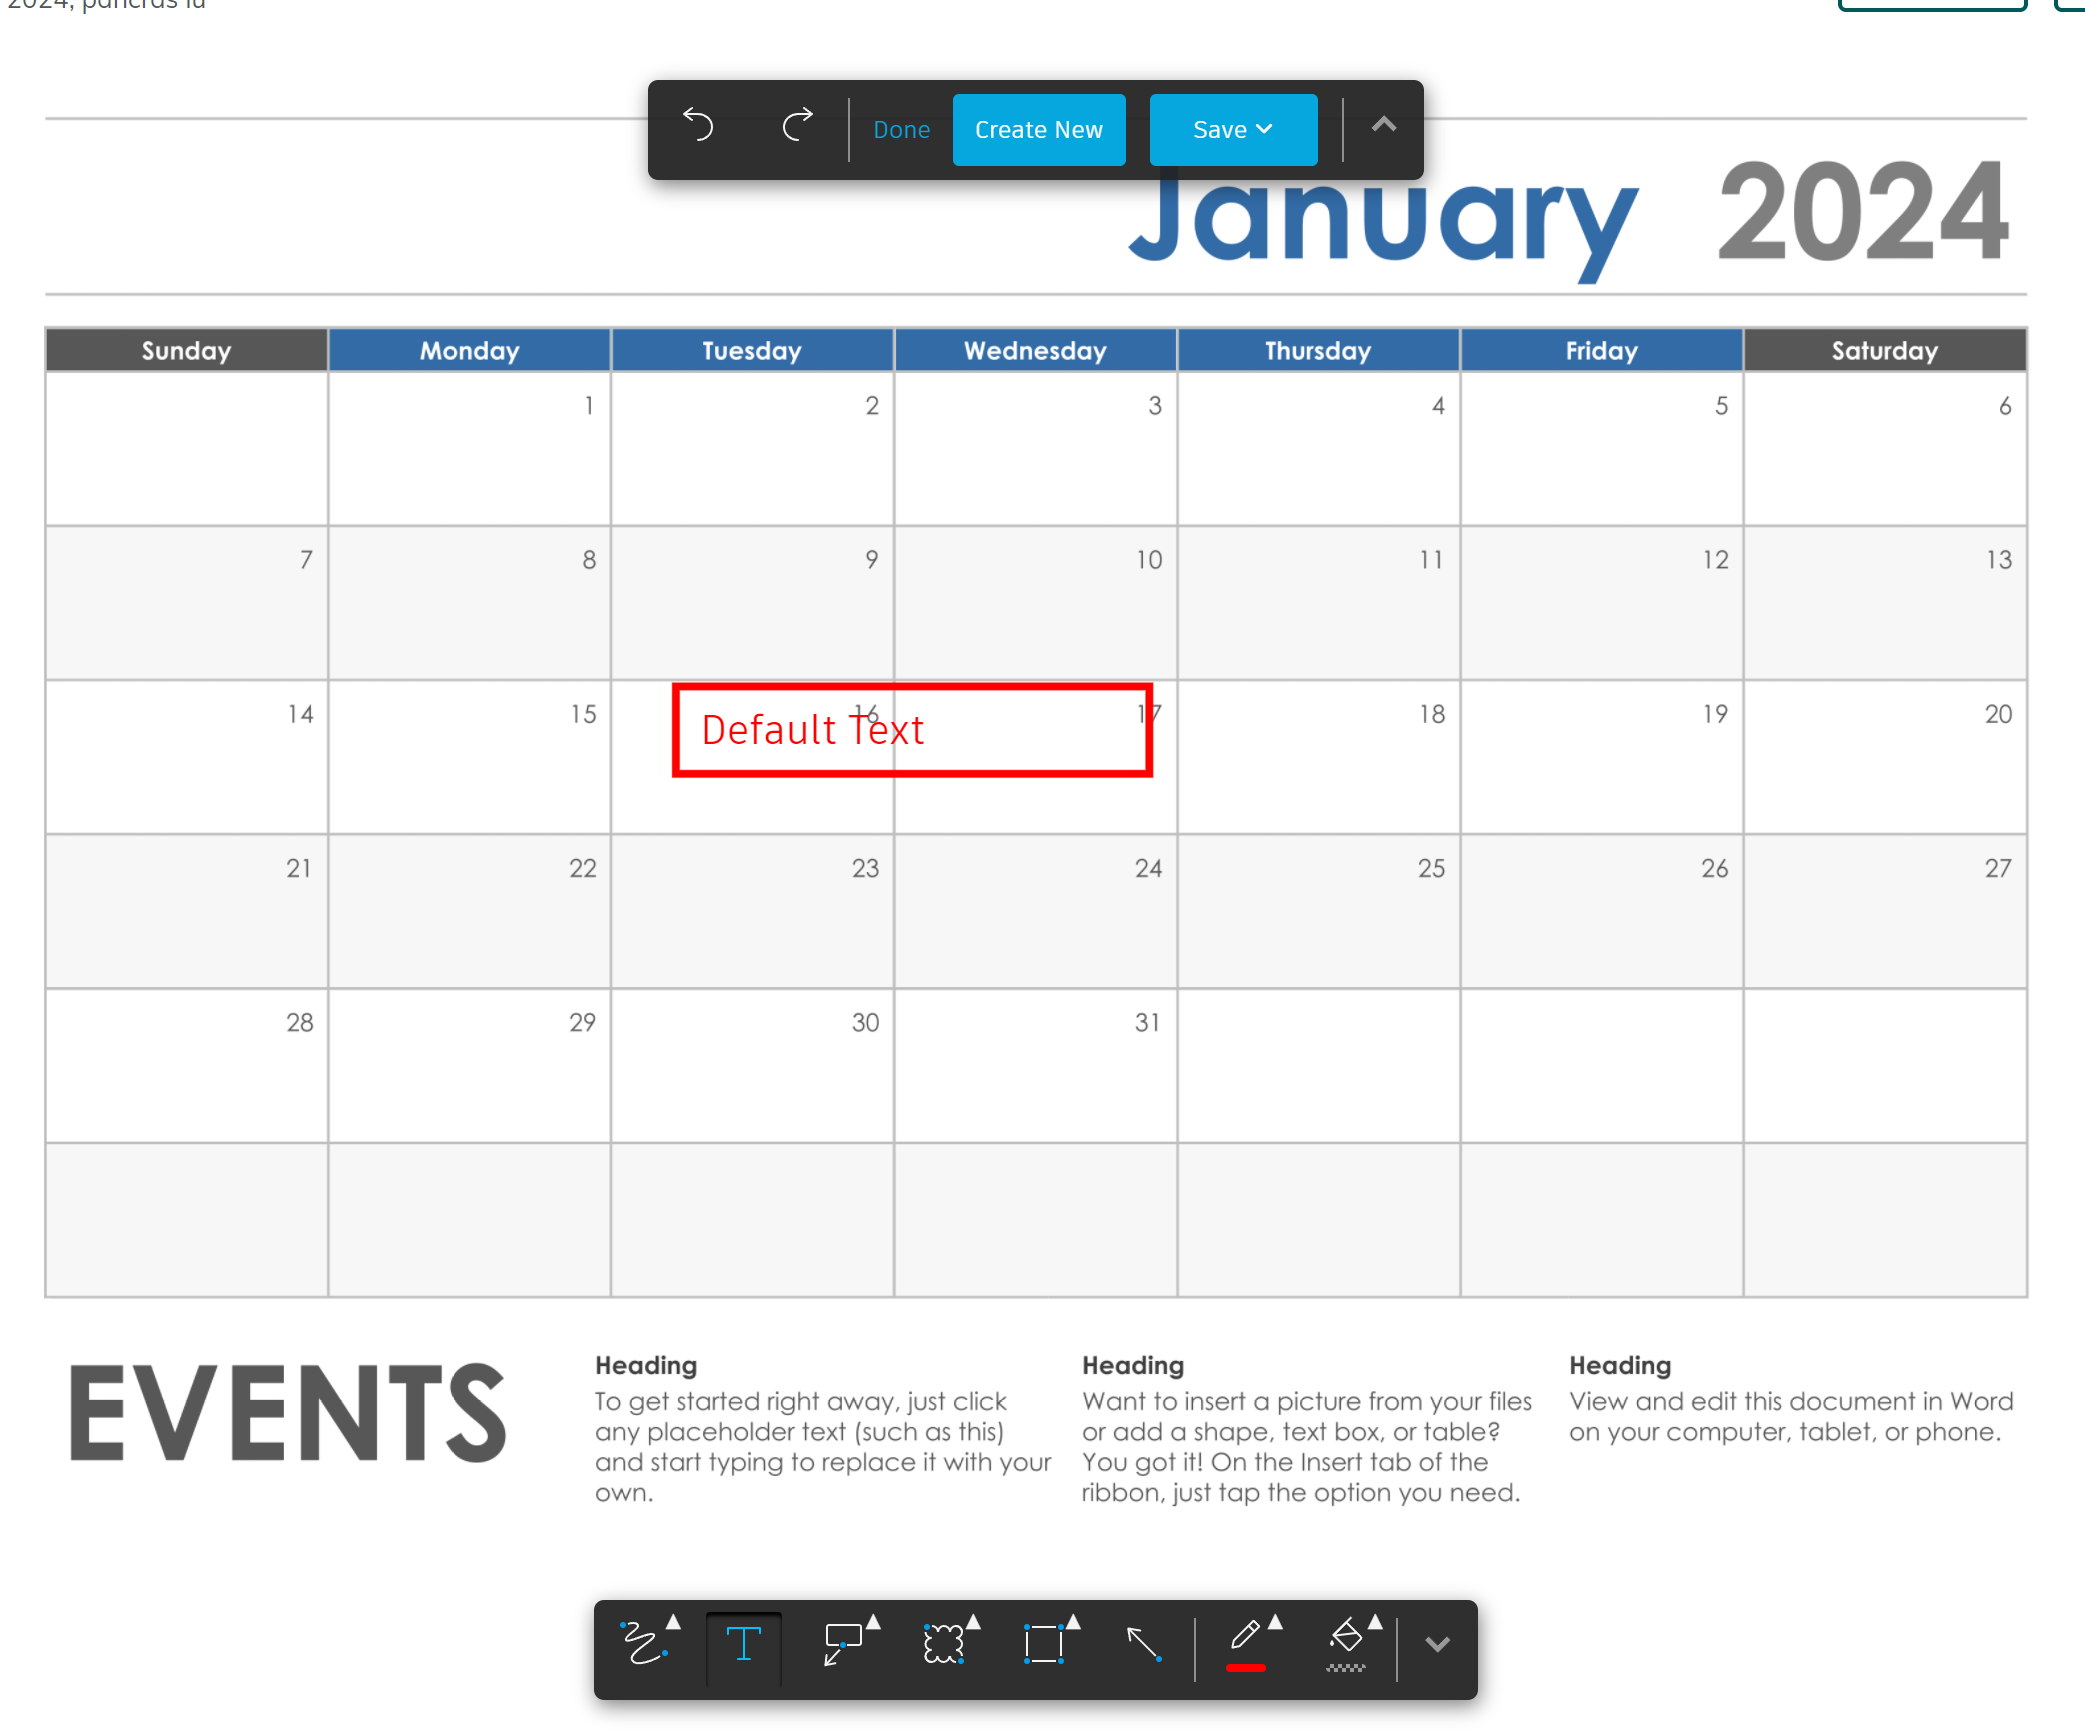 Done Create New Save
January 2024
Sunday Monday Tuesday Wednesday Thursday Friday Saturday
1 2 3 4 5 6
7 8 9 10 11 12 13
14 15 16 17 18 19 20
Default Text
21 22 23 24 25 26 27
28 29 30 31
EVENTS
Heading
To get started right away, just click
any placeholder text (such as this)
and start typing to replace it with your
own.
Heading
Want to insert a picture from your files
or add a shape, text box, or table?
You got it! On the Insert tab of the
ribbon, just tap the option you need.
Heading
View and edit this document in Word
on your computer, tablet, or phone.
T